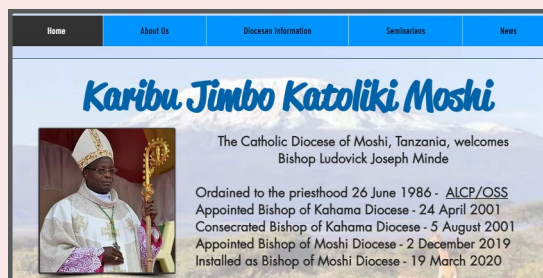 Home About Us Diocesan Information Seminarians News
Karibu Jimbo Katoliki Moshi
The Catholic Diocese of Moshi, Tanzania, welcomes
Bishop Ludovick Joseph Minde
Ordained to the priesthood 26 June 1986 - ALCP/OSS
Appointed Bishop of Kahama Diocese - 24 April 2001
Consecrated Bishop of Kahama Diocese - 5 August 2001
Appointed Bishop of Moshi Diocese - 2 December 2019
Installed as Bishop of Moshi Diocese - 19 March 2020